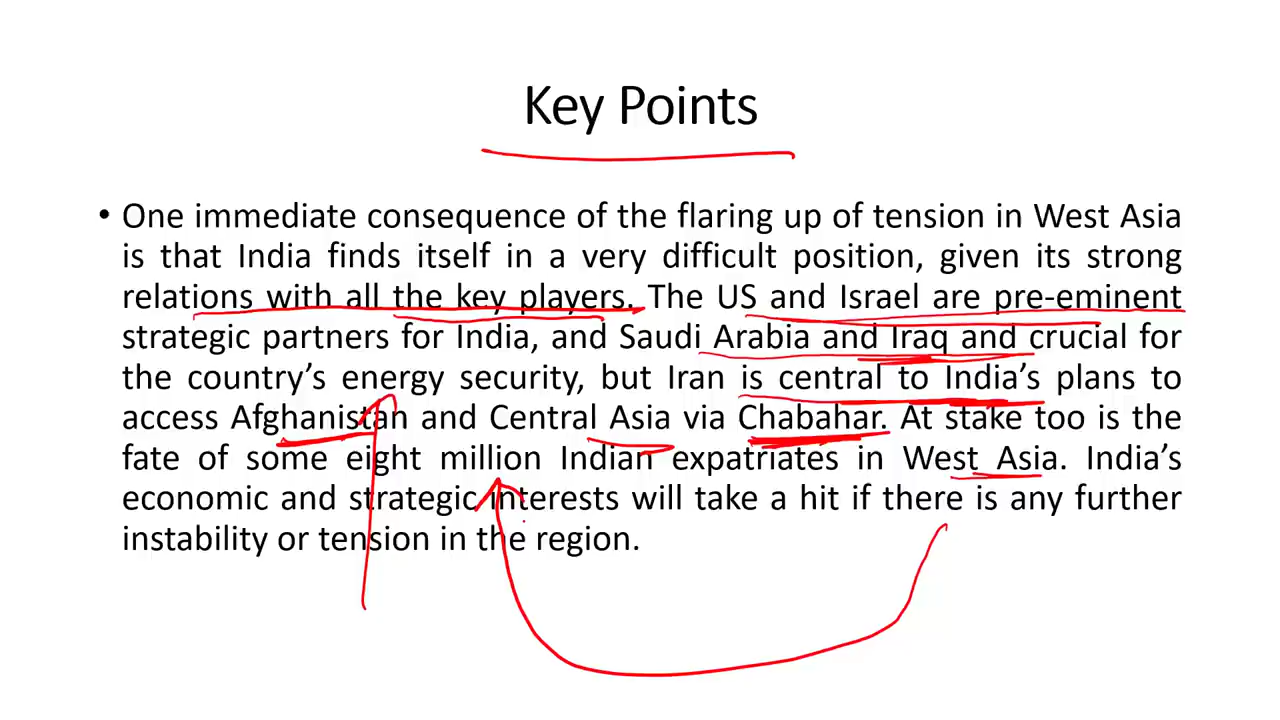 Key Points
• One immediate consequence of the flaring up of tension in West Asia
is that India finds itself in a very difficult position, given its strong
relations with all the key players. The US and Israel are pre-eminent
strategic partners for India, and Saudi Arabia and Iraq and crucial for
the country’s energy security, but Iran is central to India’s plans to
access Afghanistan and Central Asia via Chabahar. At stake too is the
fate of some eight million Indian expatriates in West Asia. India’s
economic and strategic interests will take a hit if there is any further
instability or tension in the region.